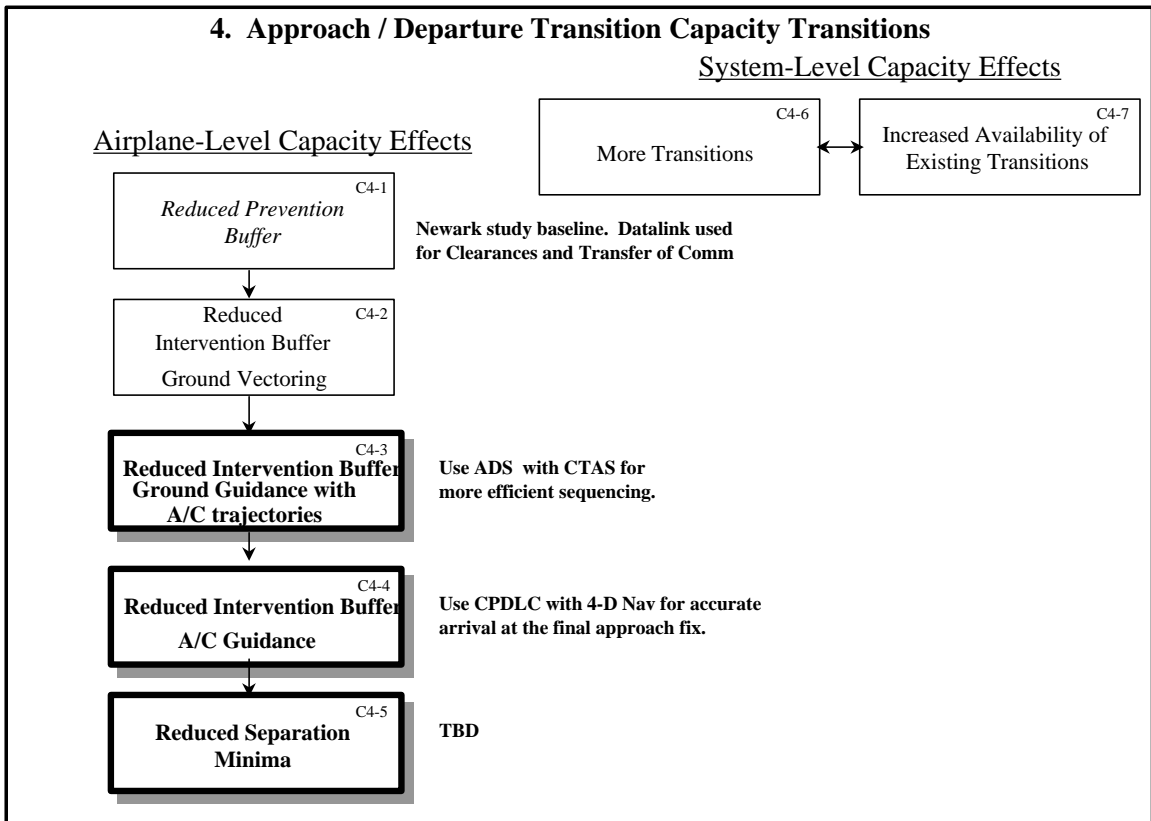 4. Approach / Departure Transition Capacity Transitions
System-Level Capacity Effects
C4-6
More Transitions
C4-7
Increased Availability of
Existing Transitions
Airplane-Level Capacity Effects
C4-1
Reduced Prevention
Buffer
Newark study baseline. Datalink used
for Clearances and Transfer of Comm
C4-2
Reduced
Intervention Buffer
Ground Vectoring
C4-3
Reduced Intervention Buffer
Ground Guidance with
A/C trajectories
Use ADS with CTAS for
more efficient sequencing.
C4-4
Reduced Intervention Buffer
A/C Guidance
Use CPDLC with 4-D Nav for accurate
arrival at the final approach fix.
C4-5
Reduced Separation
Minima
TBD